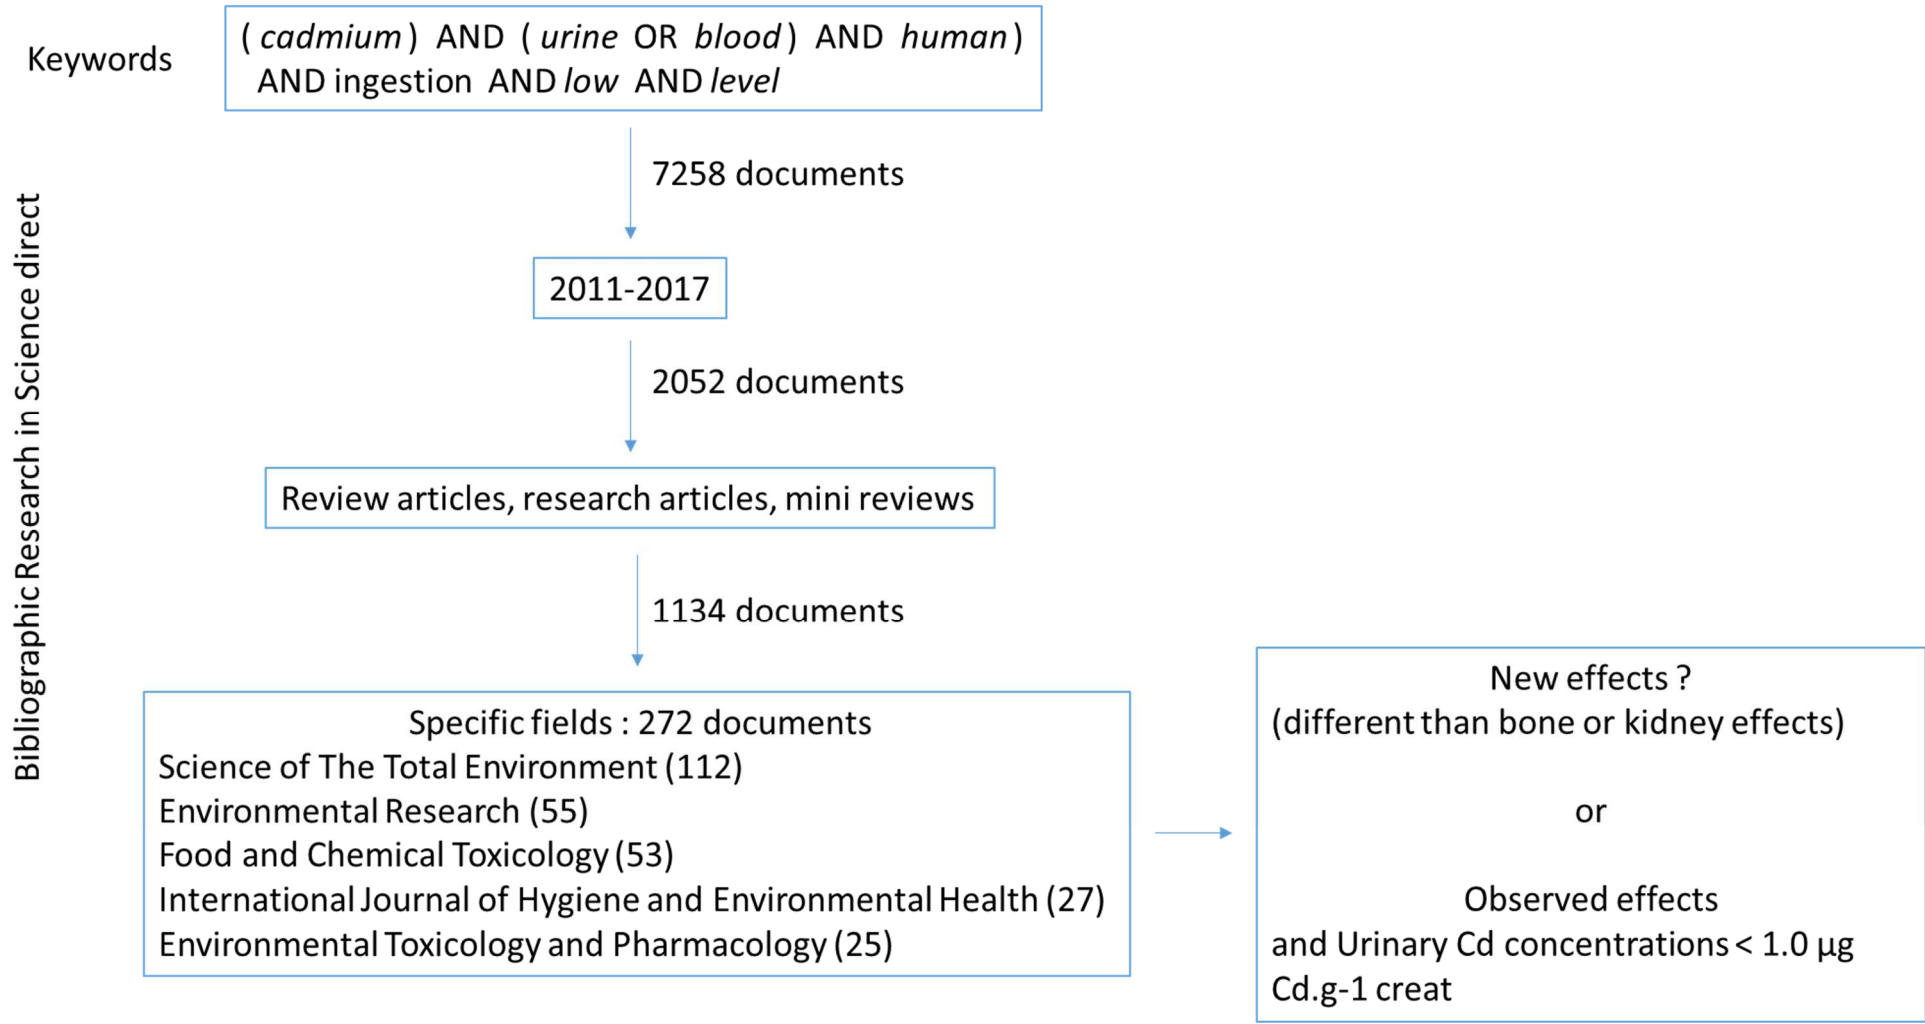 Keywords
( cadmium ) AND ( urine OR blood ) AND human )
AND ingestion AND low AND level
7258 documents
Bibliographic Research in Science direct
2011-2017
2052 documents
Review articles, research articles, mini reviews
1134 documents
Specific fields : 272 documents
Science of The Total Environment (112)
Environmental Research (55)
Food and Chemical Toxicology (53)
International Journal of Hygiene and Environmental Health (27)
Environmental Toxicology and Pharmacology (25)
New effects ?
(different than bone or kidney effects)
or
Observed effects
and Urinary Cd concentrations < 1.0 µg
Cd.g-1 creat